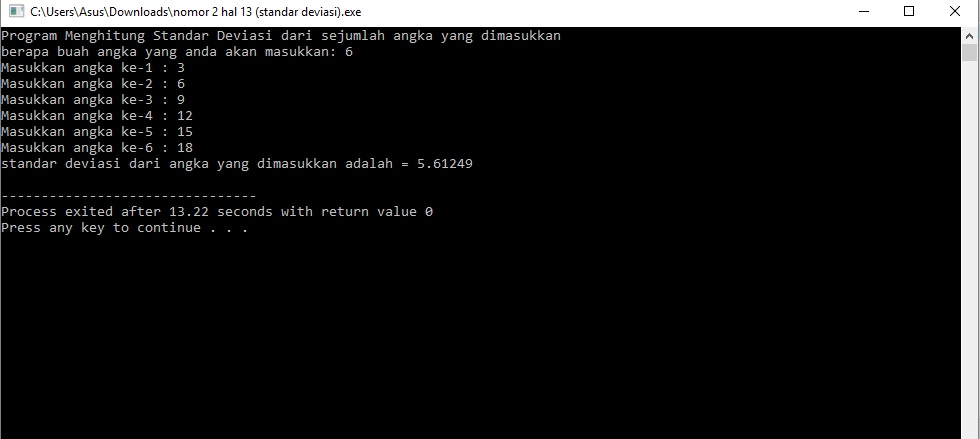 C:\Users\Asus\Downloads\nomor 2 hal 13 (standar deviasi).exe
Program Menghitung Standar Deviasi dari sejumlah angka yang dimasukkan
berapa buah angka yang anda akan masukkan: 6
Masukkan angka ke-1 : 3
Masukkan angka ke-2 : 6
Masukkan angka ke-3 : 9
Masukkan angka ke-4 : 12
Masukkan angka ke-5 : 15
Masukkan angka ke-6 : 18
standar deviasi dari angka yang dimasukkan adalah = 5.61249
--------------------------------
Process exited after 13.22 seconds with return value 0
Press any key to continue . . .